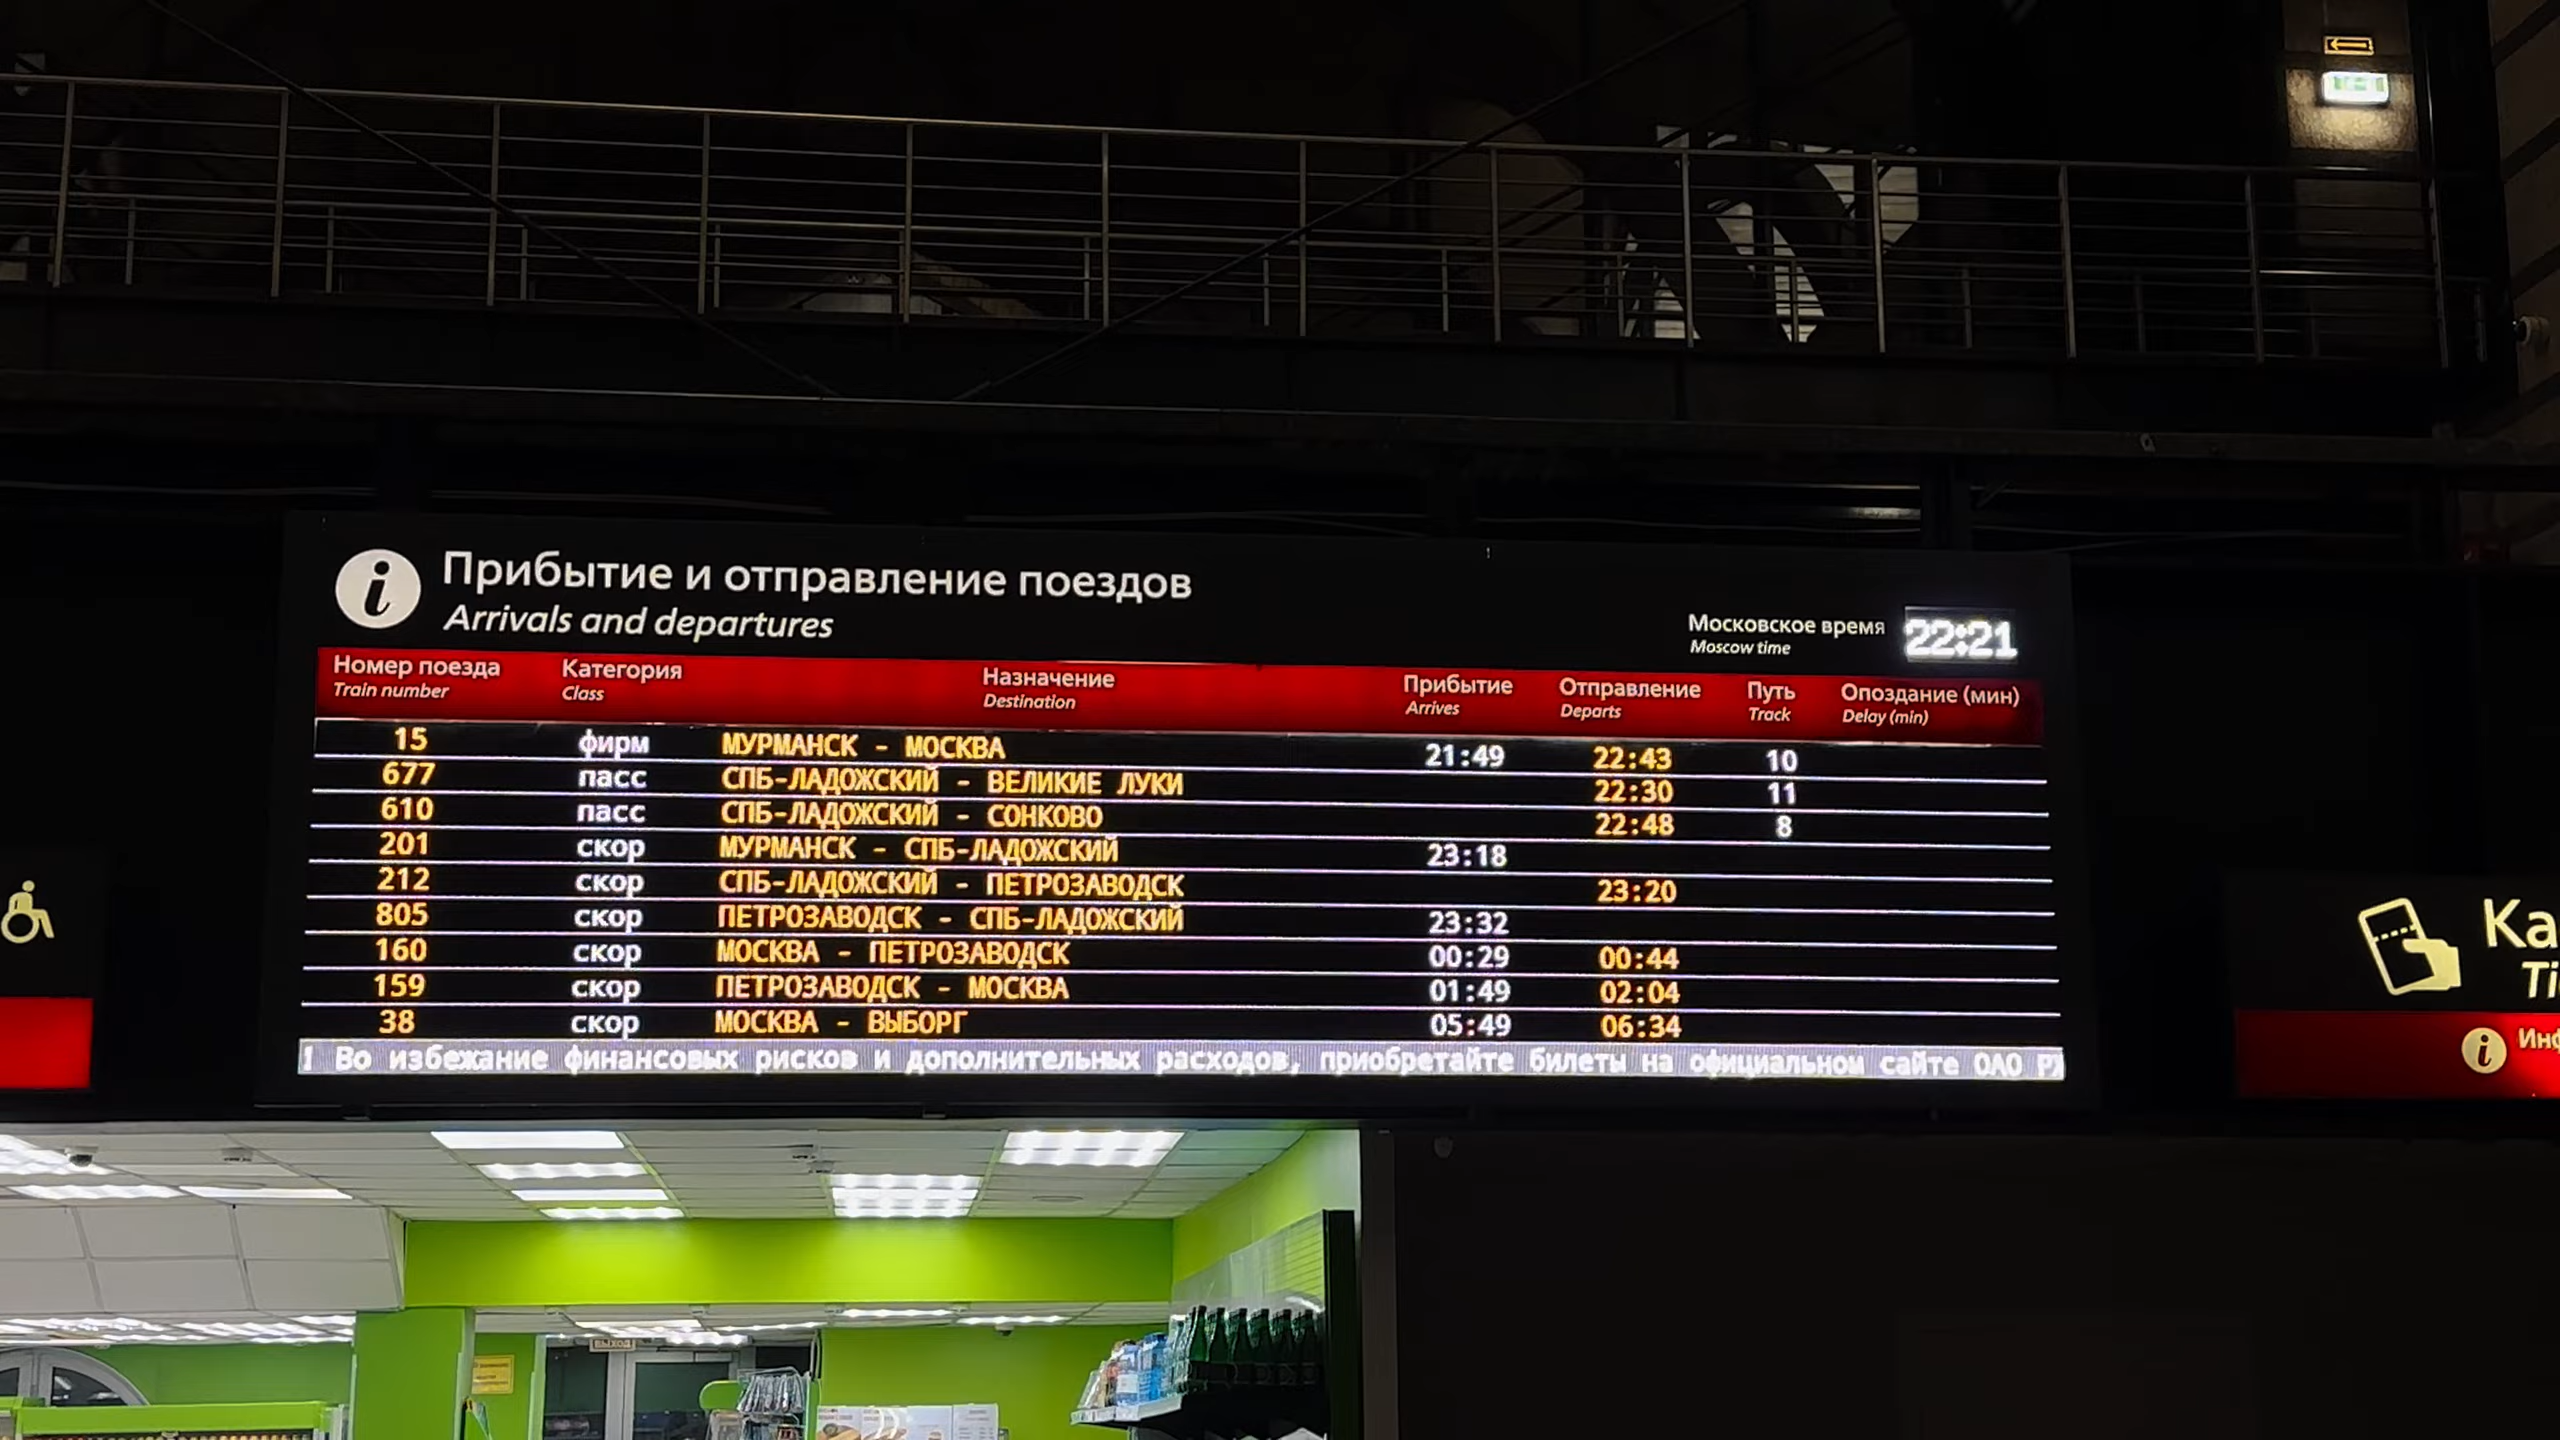 i Прибытие и отправление поездов
Arrivals and departures
Московское время 22:21
Moscow time
Номер поезда Категория Назначение Прибытие Отправление Путь Опоздание (мин)
Train number Class Destination Arrives Departs Track Delay (min)
15 фирм МУРМАНСК - МОСКВА 21:49 22:43 10
677 пасс СПБ-ЛАДОЖСКИЙ - ВЕЛИКИЕ ЛУКИ 22:30 11
610 пасс СПБ-ЛАДОЖСКИЙ - СОНКОВО 22:48 8
201 скор МУРМАНСК - СПБ-ЛАДОЖСКИЙ 23:18
212 скор СПБ-ЛАДОЖСКИЙ - ПЕТРОЗАВОДСК 23:20
805 скор ПЕТРОЗАВОДСК - СПБ-ЛАДОЖСКИЙ 23:32
160 скор МОСКВА - ПЕТРОЗАВОДСК 00:29 00:44
159 скор ПЕТРОЗАВОДСК - МОСКВА 01:49 02:04
38 скор МОСКВА - ВЫБОРГ 05:49 06:34
! Во избежание финансовых рисков и дополнительных расходов, приобретайте билеты на официальном сайте ОАО
Ка
Ti
i Инф
ВЫХОД